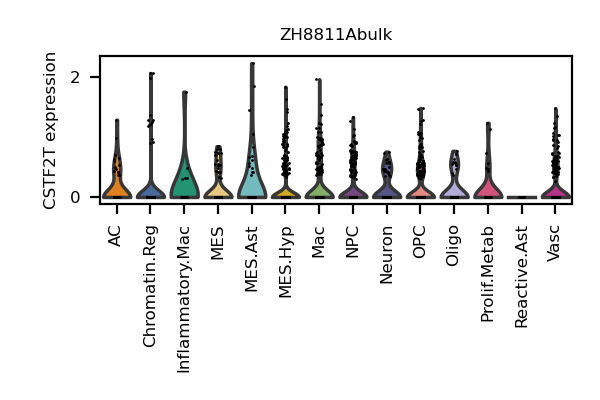 ZH8811Abulk
CSTF2T expression
2
0
AC
Chromatin.Reg
Inflammatory.Mac
MES
MES.Ast
MES.Hyp
Mac
NPC
Neuron
OPC
Oligo
Prolif.Metab
Reactive.Ast
Vasc